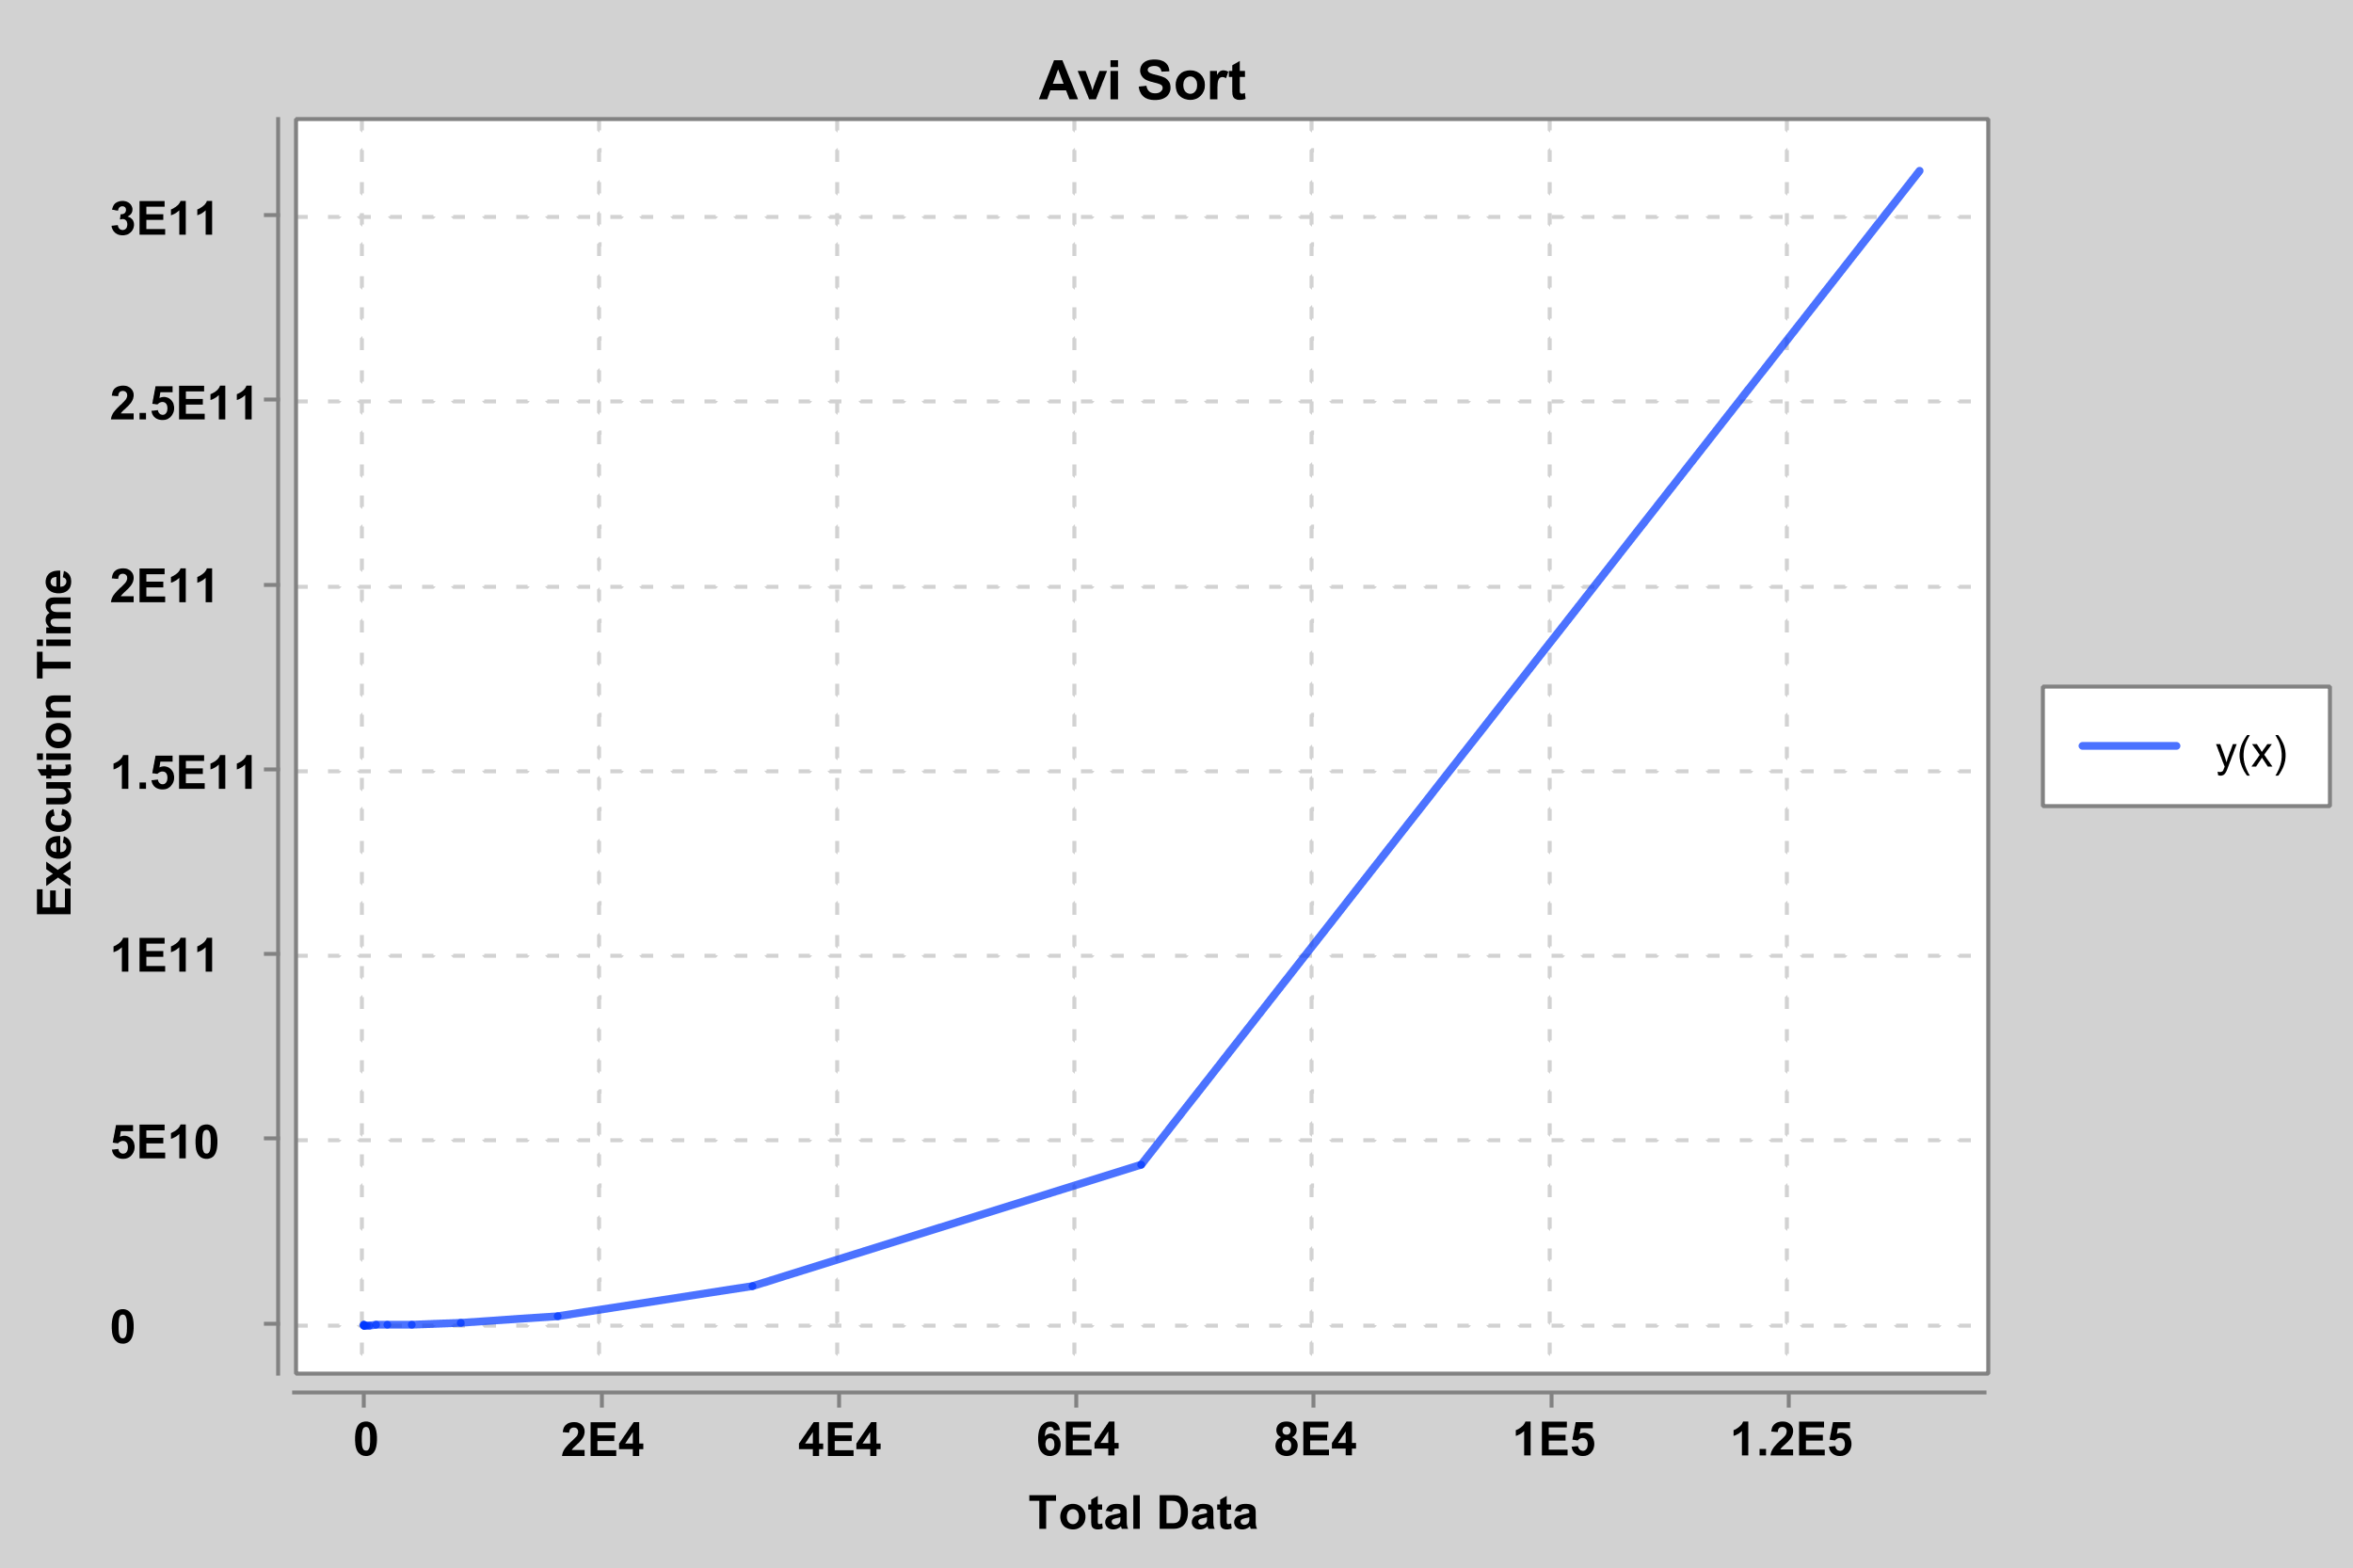 Avi Sort
3E11
2.5E11
2E11
1.5E11
1E11
5E10
0
Execution Time
y(x)
0 2E4 4E4 6E4 8E4 1E5 1.2E5
Total Data